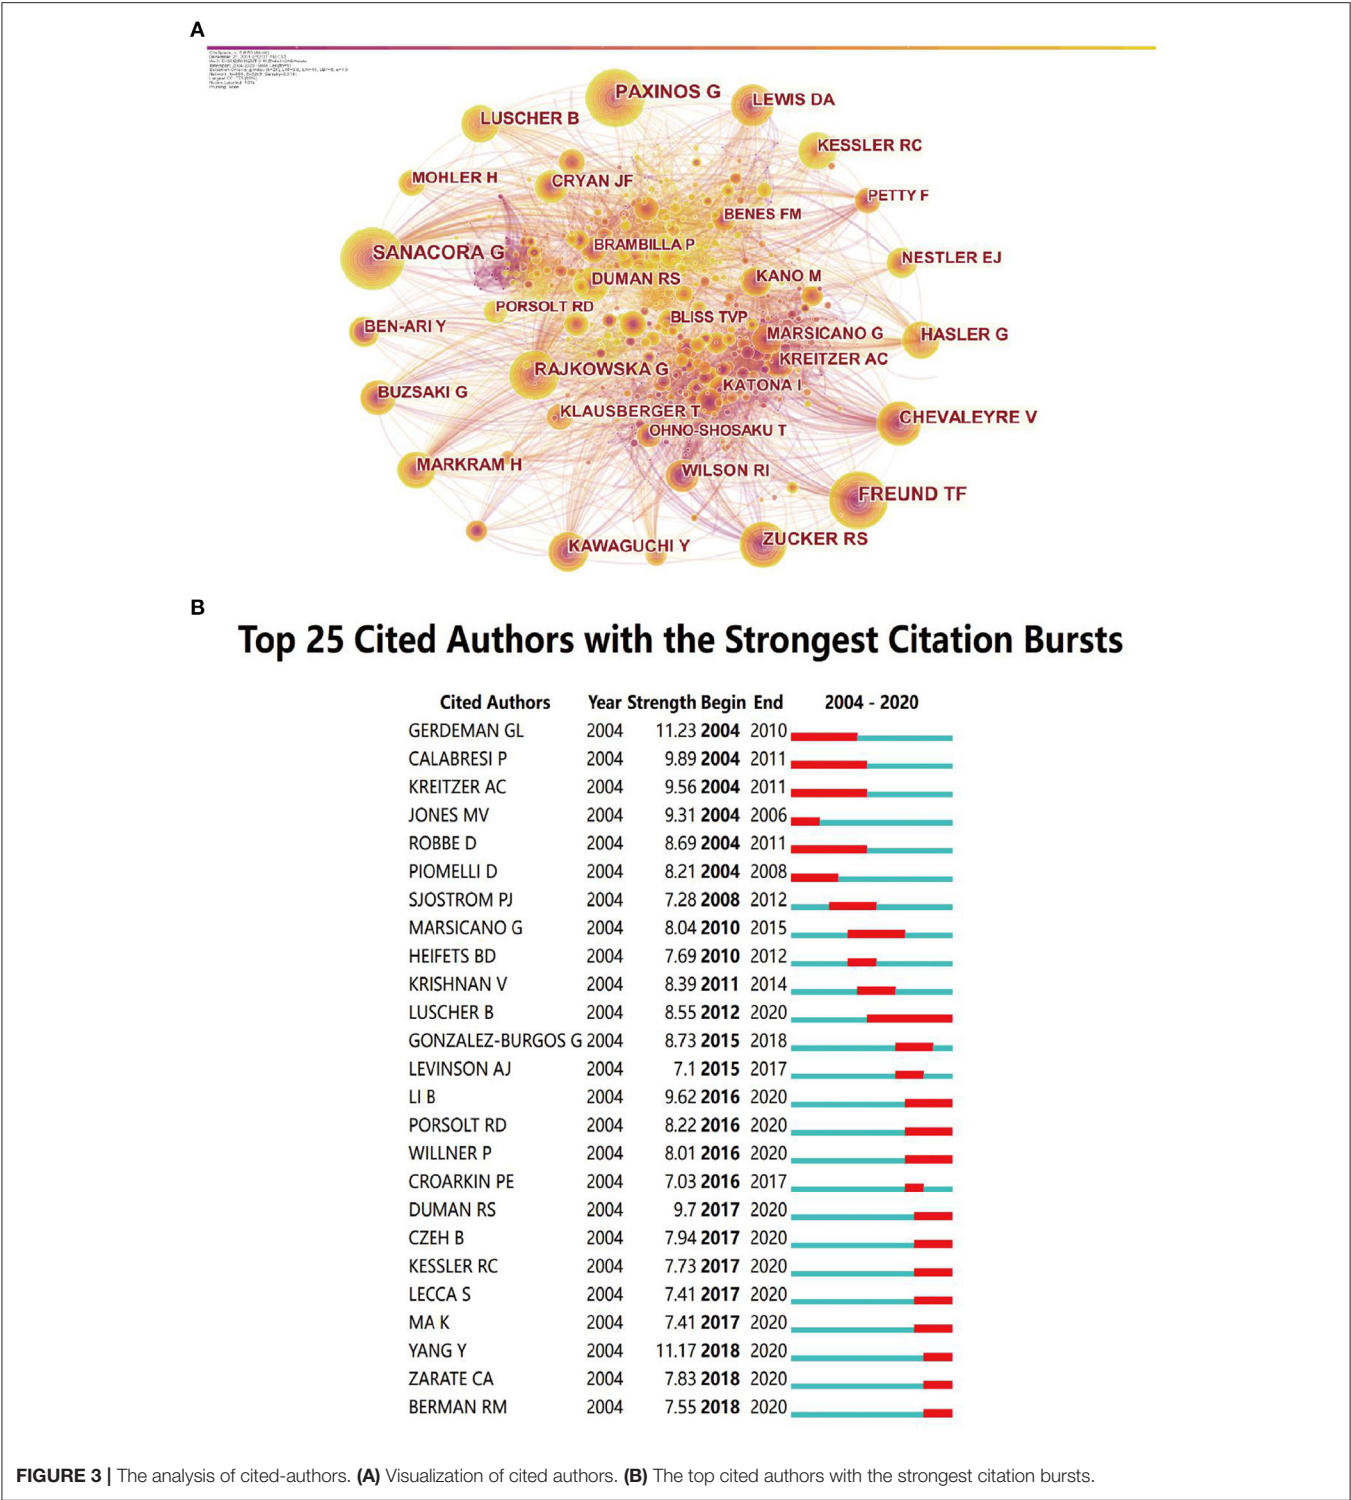 A
PAXINOS G
LEWIS DA
LUSCHER B
KESSLER RC
MOHLER H
CRYAN JF
PETTY F
BENES FM
SANACORA G
BRAMBILLA P
NESTLER EJ
DUMAN RS
KANO M
PORSOLT RD
BLISS TVP
BEN-ARI Y
MARSICANO G
HASLER G
KREITZER AC
RAJKOWSKA G
KATONA I
BUZSAKI G
KLAUSBERGER T
CHEVALEYRE V
OHNO-SHOSAKU T
MARKRAM H
WILSON RI
FREUND TF
KAWAGUCHI Y
ZUCKER RS
B
Top 25 Cited Authors with the Strongest Citation Bursts
Cited Authors Year Strength Begin End 2004 - 2020
GERDEMAN GL 2004 11.23 2004 2010
CALABRESI P 2004 9.89 2004 2011
KREITZER AC 2004 9.56 2004 2011
JONES MV 2004 9.31 2004 2006
ROBBE D 2004 8.69 2004 2011
PIOMELLI D 2004 8.21 2004 2008
SJOSTROM PJ 2004 7.28 2008 2012
MARSICANO G 2004 8.04 2010 2015
HEIFETS BD 2004 7.69 2010 2012
KRISHNAN V 2004 8.39 2011 2014
LUSCHER B 2004 8.55 2012 2020
GONZALEZ-BURGOS G 2004 8.73 2015 2018
LEVINSON AJ 2004 7.1 2015 2017
LI B 2004 9.62 2016 2020
PORSOLT RD 2004 8.22 2016 2020
WILLNER P 2004 8.01 2016 2020
CROARKIN PE 2004 7.03 2016 2017
DUMAN RS 2004 9.7 2017 2020
CZEH B 2004 7.94 2017 2020
KESSLER RC 2004 7.73 2017 2020
LECCA S 2004 7.41 2017 2020
MA K 2004 7.41 2017 2020
YANG Y 2004 11.17 2018 2020
ZARATE CA 2004 7.83 2018 2020
BERMAN RM 2004 7.55 2018 2020
FIGURE 3 | The analysis of cited-authors. (A) Visualization of cited authors. (B) The top cited authors with the strongest citation bursts.